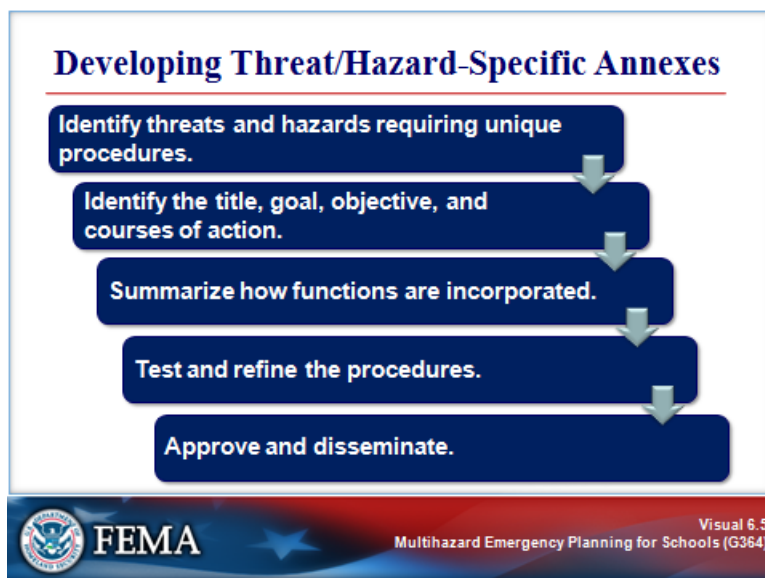 Developing Threat/Hazard-Specific Annexes
Identify threats and hazards requiring unique
procedures.
Identify the title, goal, objective, and
courses of action.
Summarize how functions are incorporated.
Test and refine the procedures.
Approve and disseminate.
FEMA
Visual 6.5
Multihazard Emergency Planning for Schools (G364)